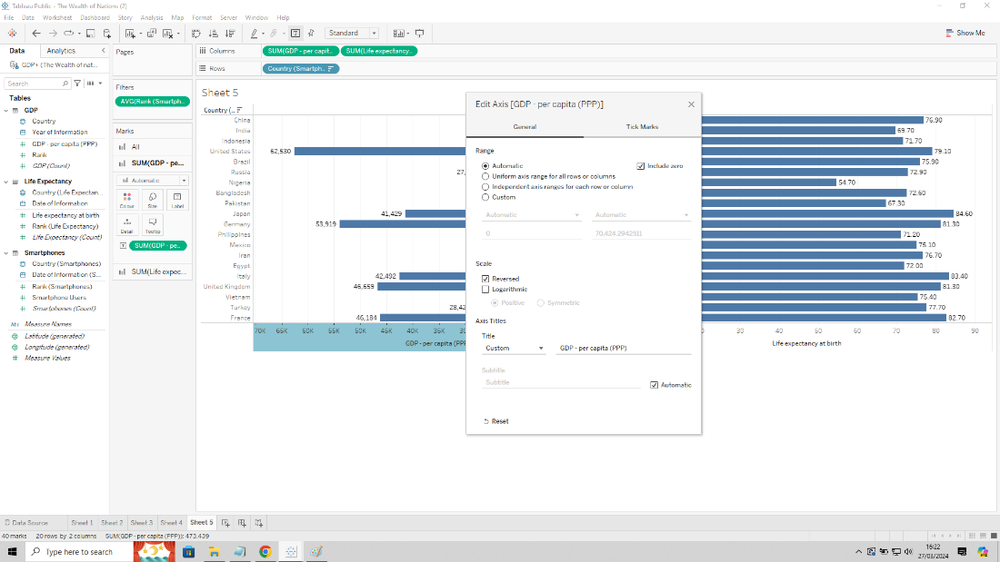 Tableau Public - The Wealth of Nations (2)
File Data Worksheet Dashboard Story Analysis Map Format Server Window Help
Standard
Show Me
Data Analytics
GDP+ (The Wealth of nat...
Search
Tables
GDP
Country
Year of Information
GDP - per capita (PPP)
Rank
GDP (Count)
Life Expectancy
Country (Life Expectan...
Date of Information
Life expectancy at birth
Rank (Life Expectancy)
Life Expectancy (Count)
Smartphones
Country (Smartphones)
Date of Information (S...
Rank (Smartphones)
Smartphone Users
Smartphones (Count)
Abc Measure Names
Latitude (generated)
Longitude (generated)
Measure Values
Pages
Filters
AVG(Rank (Smartph..
Marks
All
SUM(GDP - pe...
Automatic
Colour Size Label
Detail Tooltip
SUM(GDP - pe..
SUM(Life expec...
Columns
SUM(GDP - per capit.. SUM(Life expectancy..
Rows
Country (Smartph..
Sheet 5
Country (..
China 76.90
India 69.70
Indonesia 71.70
United States 62,530 79.10
Brazil 75.90
Russia 27, 72.90
Nigeria 54.70
Bangladesh 72.60
Pakistan 67.30
Japan 41,429 84.60
Germany 53,919 81.30
Philippines 71.20
Mexico 75.10
Iran 76.70
Egypt 72.00
Italy 42,492 83.40
United Kingdom 46,659 81.30
Vietnam 75.40
Turkey 28,42 77.70
France 46,184 82.70
70K 65K 60K 55K 50K 45K 40K 35K 30 30 40 50 60 70 80 90
GDP - per capita (PPP Life expectancy at birth
Edit Axis [GDP - per capita (PPP)]
General Tick Marks
Range
Automatic Include zero
Uniform axis range for all rows or columns
Independent axis ranges for each row or column
Custom
Automatic Automatic
0 70,424.2942511
Scale
Reversed
Logarithmic
Positive Symmetric
Axis Titles
Title
Custom GDP - per capita (PPP)
Subtitle
Subtitle Automatic
Reset
Data Source Sheet 1 Sheet 2 Sheet 3 Sheet 4 Sheet 5
40 marks 20 rows by 2 columns SUM(GDP - per capita (PPP)): 473,439
Type here to search
16:22
27/03/2024